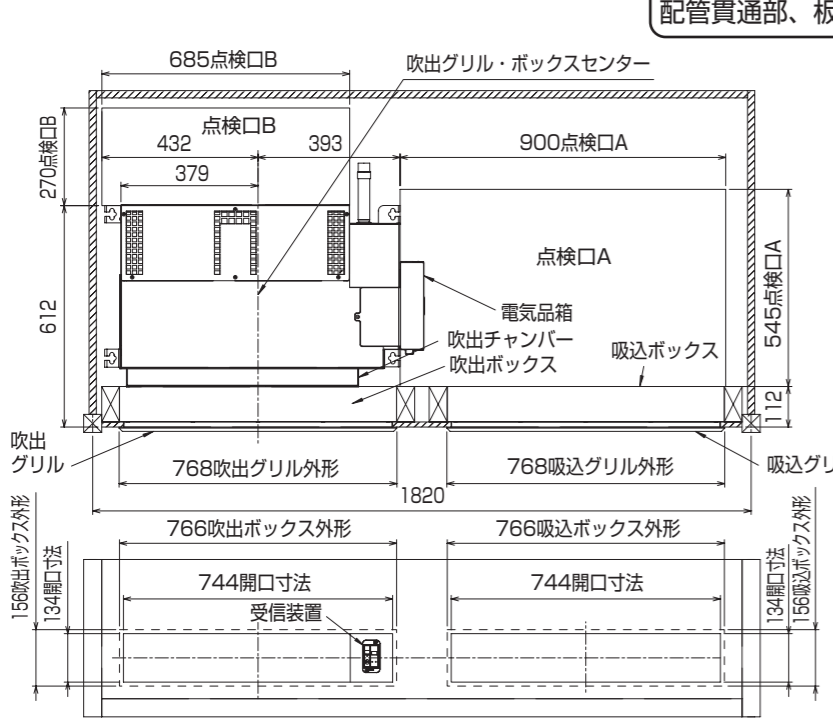 配管貫通部、板
685点検口B
吹出グリル・ボックスセンター
270点検口B
点検口B
432
393
900点検口A
379
612
点検口A
545点検口A
電気品箱
吹出チャンバー
吹出ボックス
吸込ボックス
112
吹出
グリル
768吹出グリル外形
768吸込グリル外形
吸込グリ
1820
156吹出ボックス外形
134開口寸法
766吹出ボックス外形
766吸込ボックス外形
744開口寸法
744開口寸法
受信装置
134開口寸法
156吸込ボックス外形